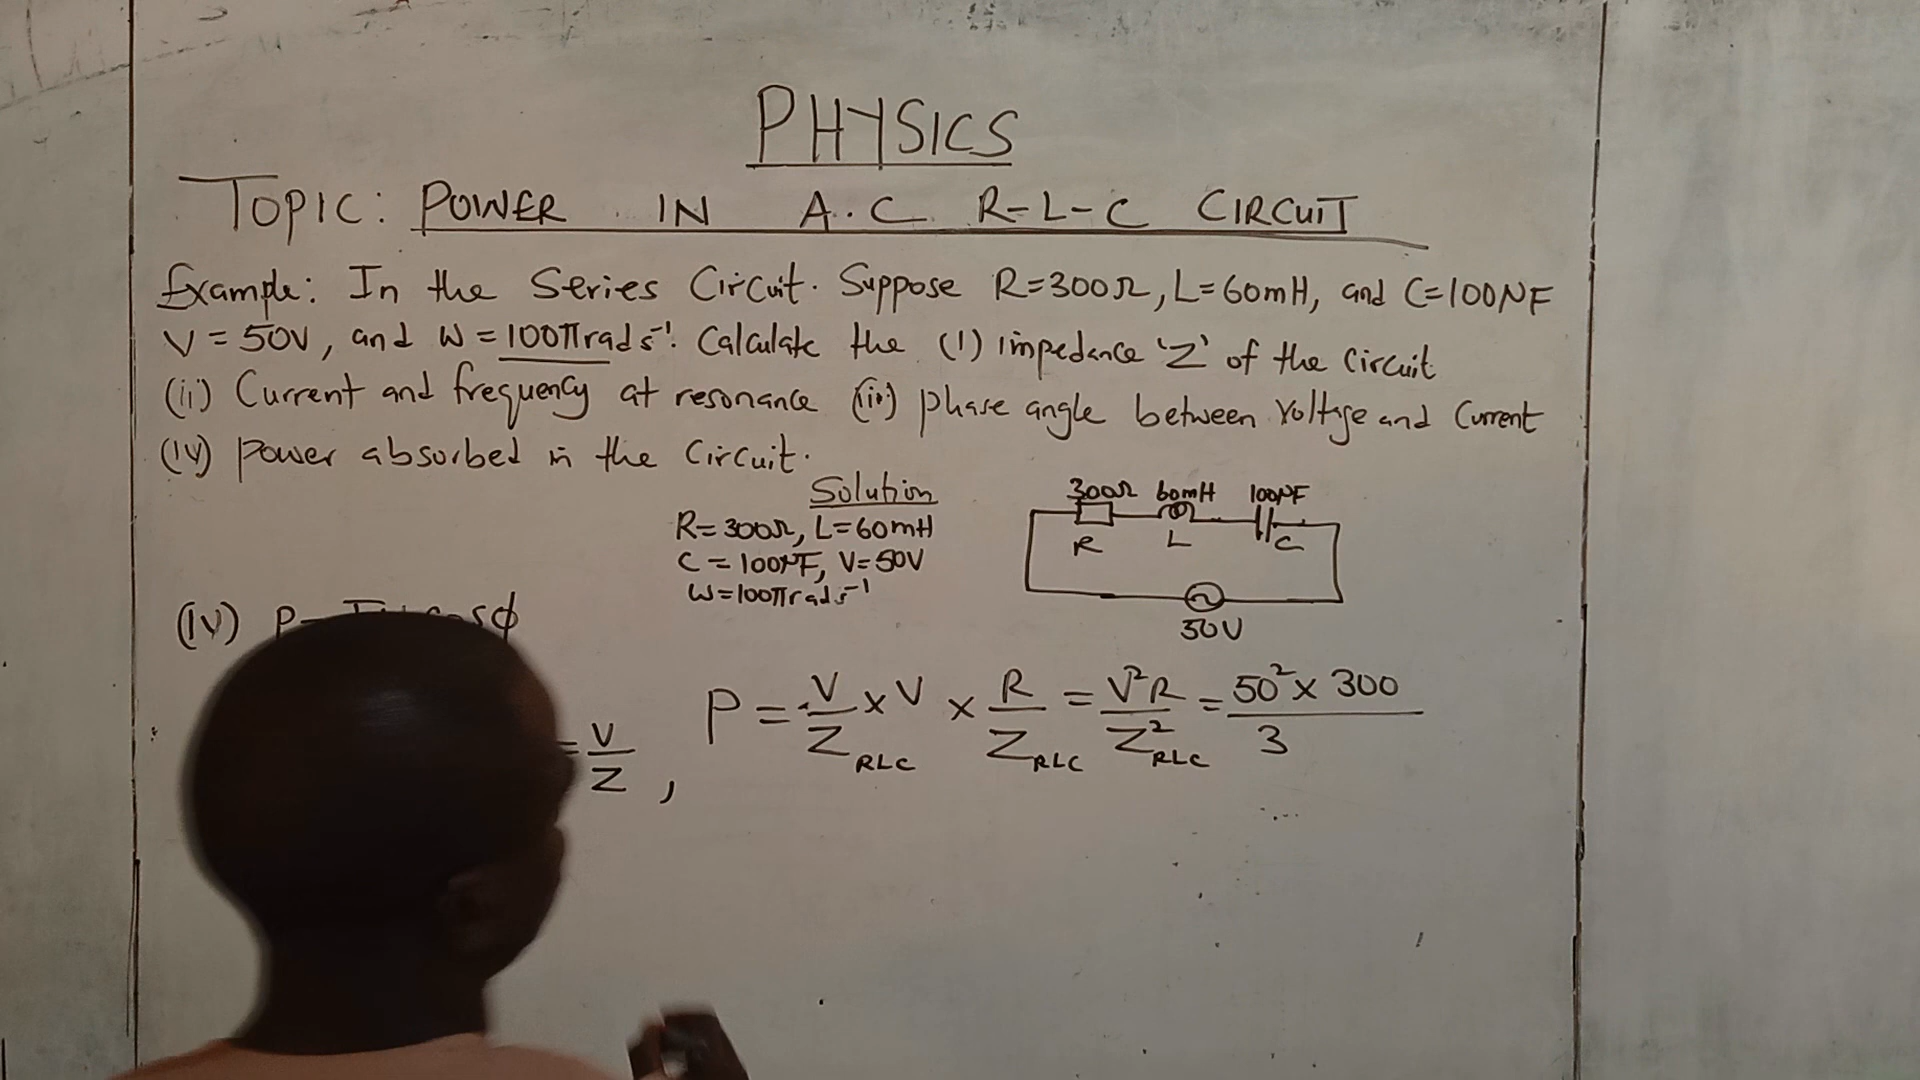 PHYSICS
TOPIC: POWER IN A.C R-L-C CIRCUIT
Example: In the Series Circuit. Suppose R=300Ω, L=60mH, and C=100µF
V=50V, and W=100πrads⁻¹. Calculate the (i) impedance 'Z' of the circuit
(ii) Current and frequency at resonance (iii) phase angle between voltage and Current
(iv) power absorbed in the Circuit.
Solution
R=300Ω, L=60mH
C=100µF, V=50V
W=100πrads⁻¹
300Ω 60mH 100µF
R L C
50V
(iv) P
sφ
= V/Z ,
P = V/Z_RLC × V × R/Z_RLC = V²R/Z²_RLC = 50² × 300 / 3